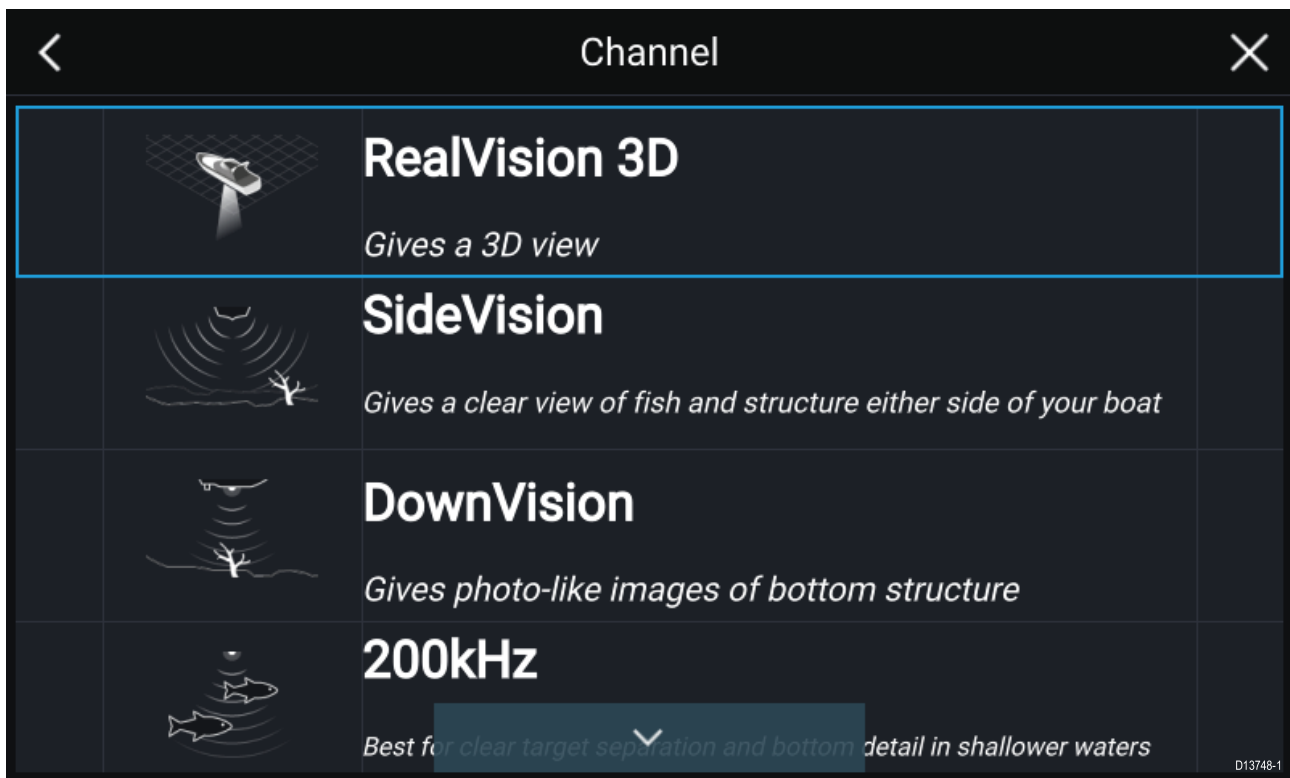 Channel
RealVision 3D
Gives a 3D view
SideVision
Gives a clear view of fish and structure either side of your boat
DownVision
Gives photo-like images of bottom structure
200kHz
Best for clear target separation and bottom detail in shallower waters
D13748-1